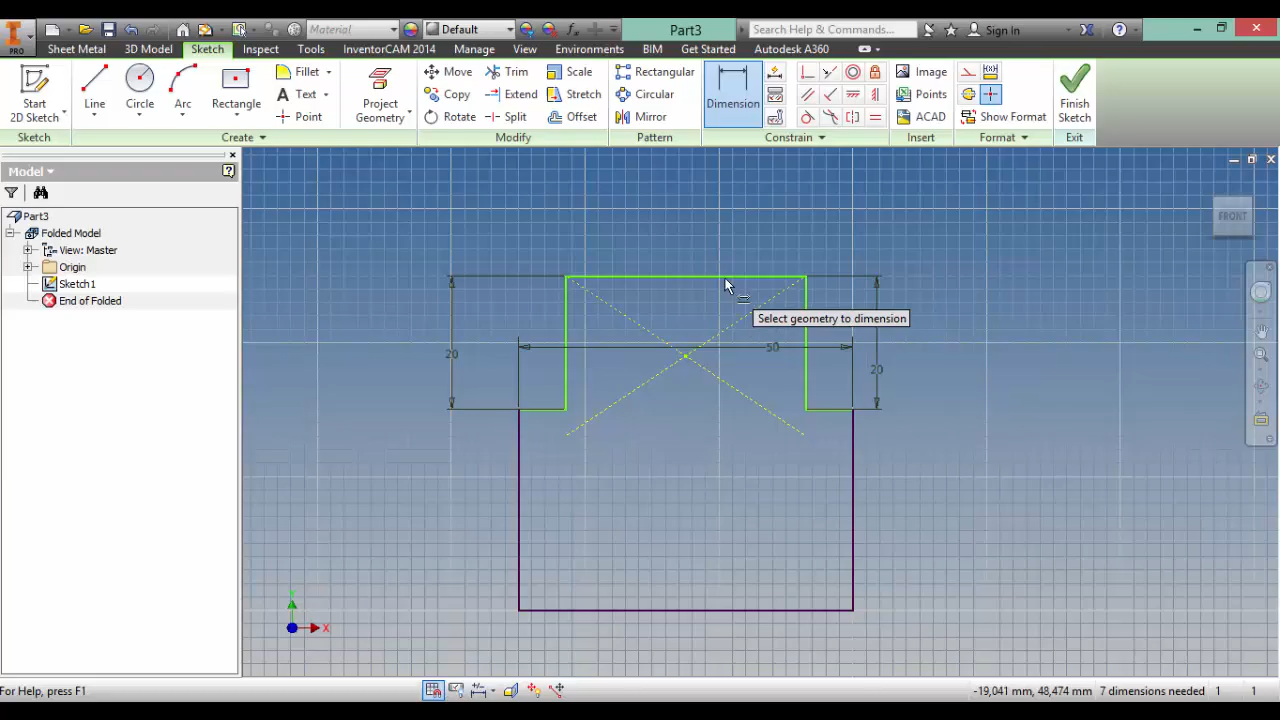 Material
Default
Part3
Type Search Help & Commands...
Sign In
PRO
Sheet Metal 3D Model Sketch Inspect Tools InventorCAM 2014 Manage View Environments BIM Get Started Autodesk A360
Start 2D Sketch
Line
Circle
Arc
Rectangle
Fillet
Text
Point
Project Geometry
Move
Copy
Rotate
Trim
Extend
Split
Scale
Stretch
Offset
Rectangular
Circular
Mirror
Dimension
Image
Points
ACAD
Show Format
Finish Sketch
Sketch Create Modify Pattern Constrain Insert Format Exit
Model
Part3
Folded Model
View: Master
Origin
Sketch1
End of Folded
FRONT
Select geometry to dimension
50
20
20
Y
X
For Help, press F1
-19,041 mm, 48,474 mm 7 dimensions needed 1 1